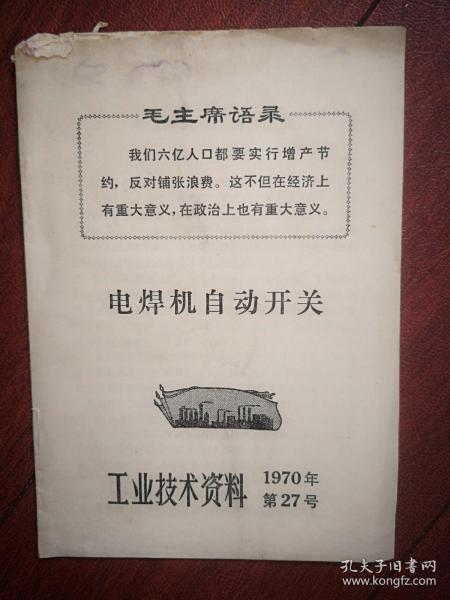 毛主席语录
我们六亿人口都要实行增产节
约，反对铺张浪费。这不但在经济上
有重大意义，在政治上也有重大意义。
电焊机自动开关
工业技术资料
1970年
第27号
孔夫子旧书网
www.kongfz.com